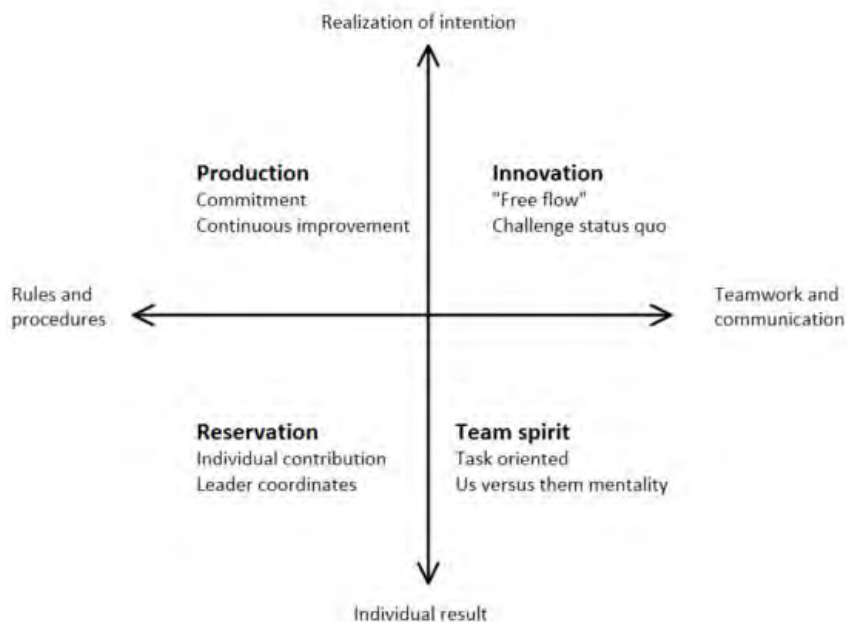 Realization of intention
Production
Commitment
Continuous improvement
Innovation
"Free flow"
Challenge status quo
Rules and
procedures
Teamwork and
communication
Reservation
Individual contribution
Leader coordinates
Team spirit
Task oriented
Us versus them mentality
Individual result